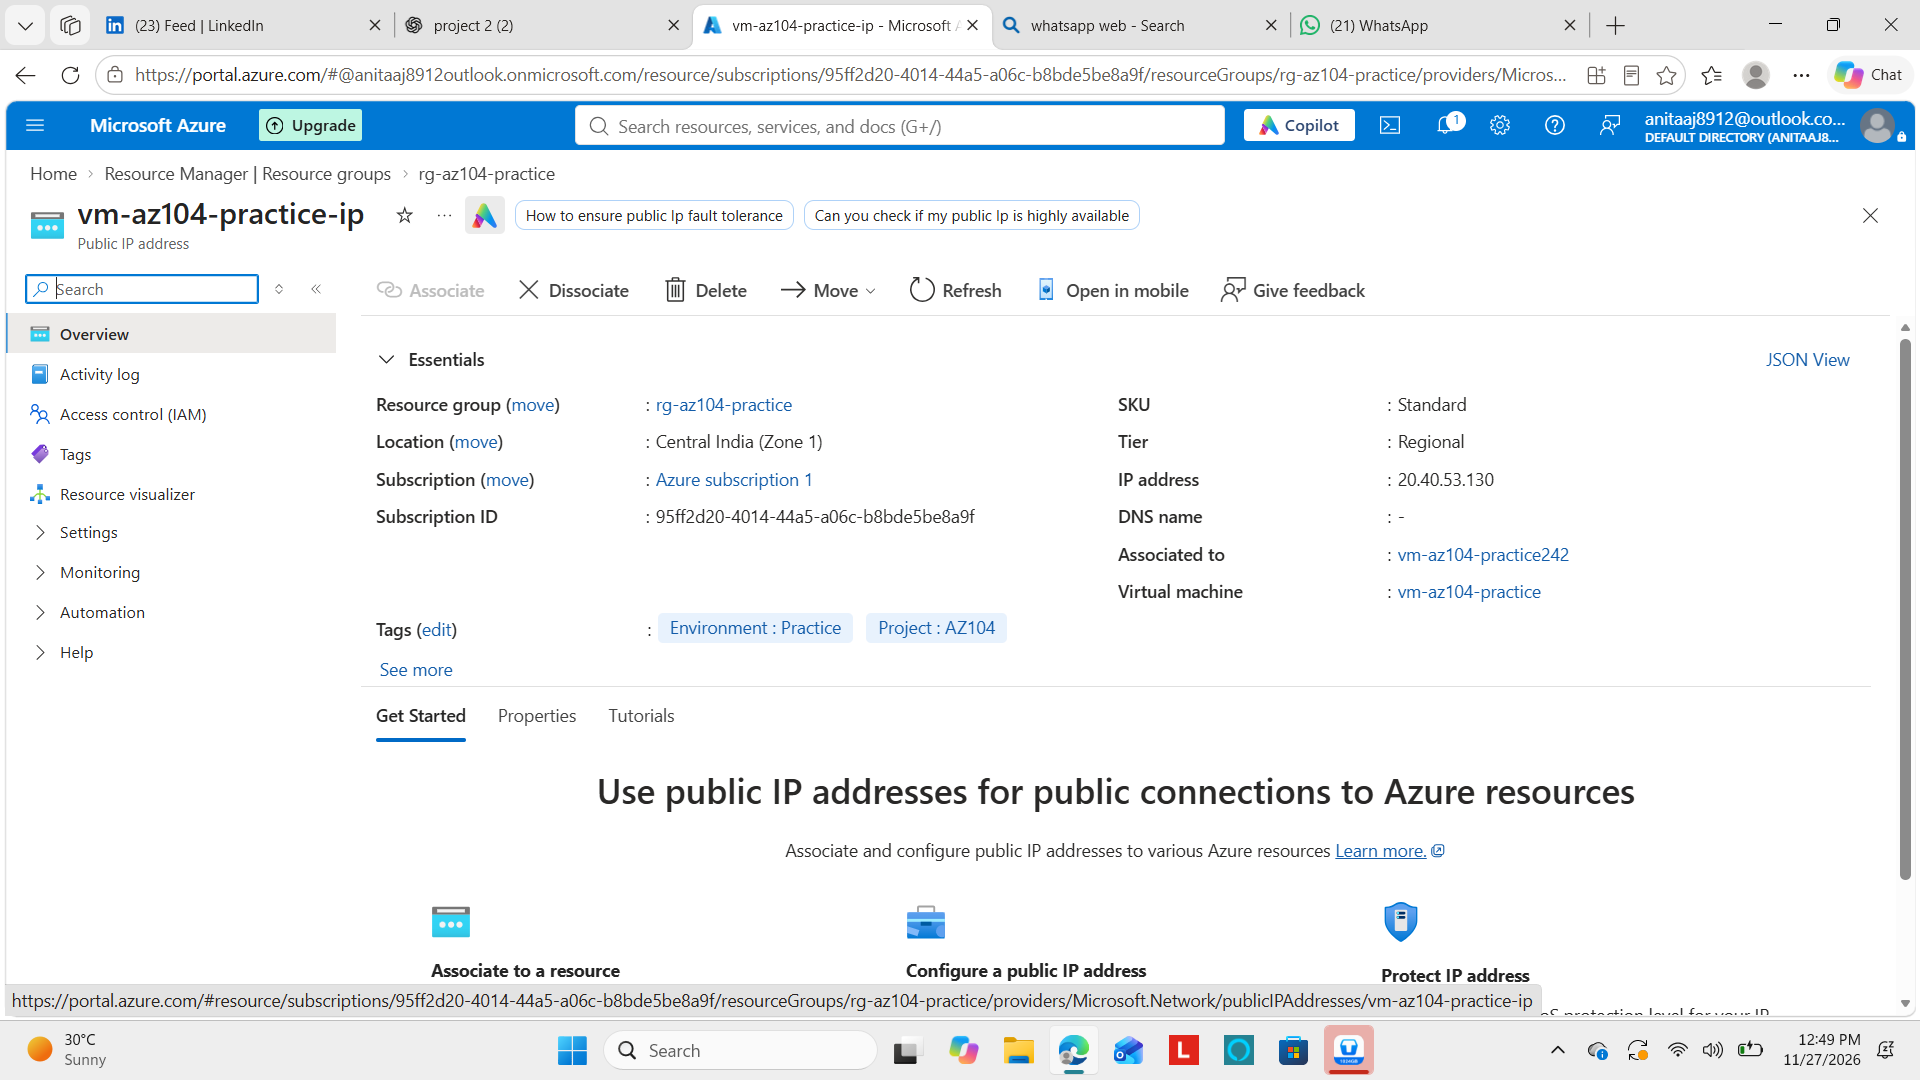 (23) Feed | LinkedIn
project 2 (2)
vm-az104-practice-ip - Microsoft A
whatsapp web - Search
(21) WhatsApp
https://portal.azure.com/#@anitaaj8912outlook.onmicrosoft.com/resource/subscriptions/95ff2d20-4014-44a5-a06c-b8bde5be8a9f/resourceGroups/rg-az104-practice/providers/Micros...
Chat
Microsoft Azure
Upgrade
Search resources, services, and docs (G+/)
Copilot
1
anitaaj8912@outlook.co...
DEFAULT DIRECTORY (ANITAAJ8...
Home > Resource Manager | Resource groups > rg-az104-practice
vm-az104-practice-ip
Public IP address
How to ensure public Ip fault tolerance
Can you check if my public Ip is highly available
Search
Associate
Dissociate
Delete
Move
Refresh
Open in mobile
Give feedback
Overview
Activity log
Access control (IAM)
Tags
Resource visualizer
Settings
Monitoring
Automation
Help
Essentials
JSON View
Resource group (move) : rg-az104-practice
Location (move) : Central India (Zone 1)
Subscription (move) : Azure subscription 1
Subscription ID : 95ff2d20-4014-44a5-a06c-b8bde5be8a9f
SKU : Standard
Tier : Regional
IP address : 20.40.53.130
DNS name : -
Associated to : vm-az104-practice242
Virtual machine : vm-az104-practice
Tags (edit) : Environment : Practice Project : AZ104
See more
Get Started
Properties
Tutorials
Use public IP addresses for public connections to Azure resources
Associate and configure public IP addresses to various Azure resources Learn more.
Associate to a resource
Configure a public IP address
Protect IP address
https://portal.azure.com/#resource/subscriptions/95ff2d20-4014-44a5-a06c-b8bde5be8a9f/resourceGroups/rg-az104-practice/providers/Microsoft.Network/publicIPAddresses/vm-az104-practice-ip
30°C
Sunny
Search
L
12:49 PM
11/27/2026